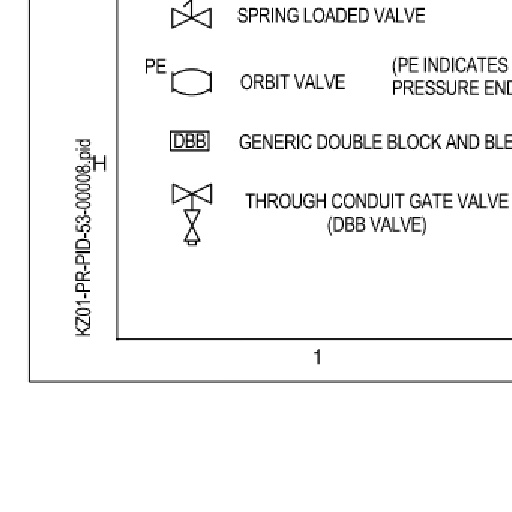 SPRING LOADED VALVE
PE
ORBIT VALVE
(PE INDICATES
PRESSURE END
DBB
GENERIC DOUBLE BLOCK AND BLE
THROUGH CONDUIT GATE VALVE
(DBB VALVE)
KZ01-PR-PID-53-00008.pid
H
1